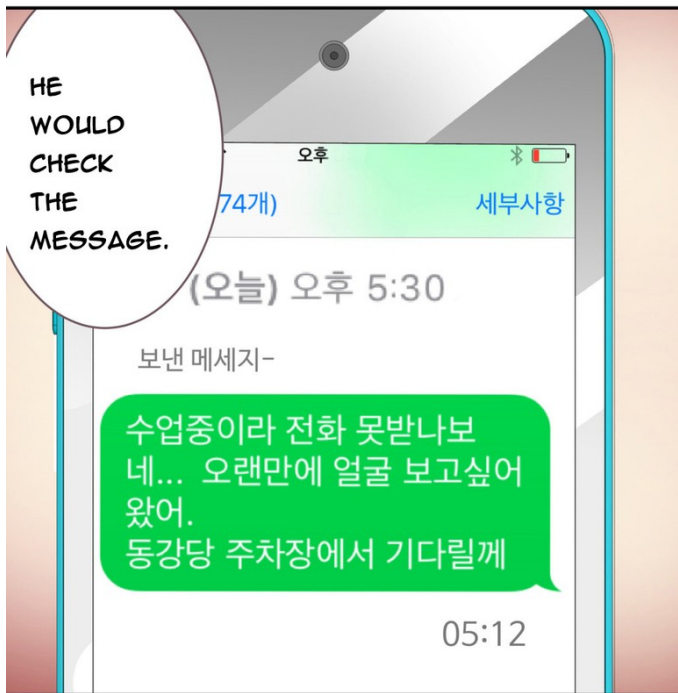 HE
WOULD
CHECK
THE
MESSAGE.
오후
74개)
세부사항
(오늘) 오후 5:30
보낸 메세지-
수업중이라 전화 못받나보
네... 오랜만에 얼굴 보고싶어
왔어.
동강당 주차장에서 기다릴께
05:12